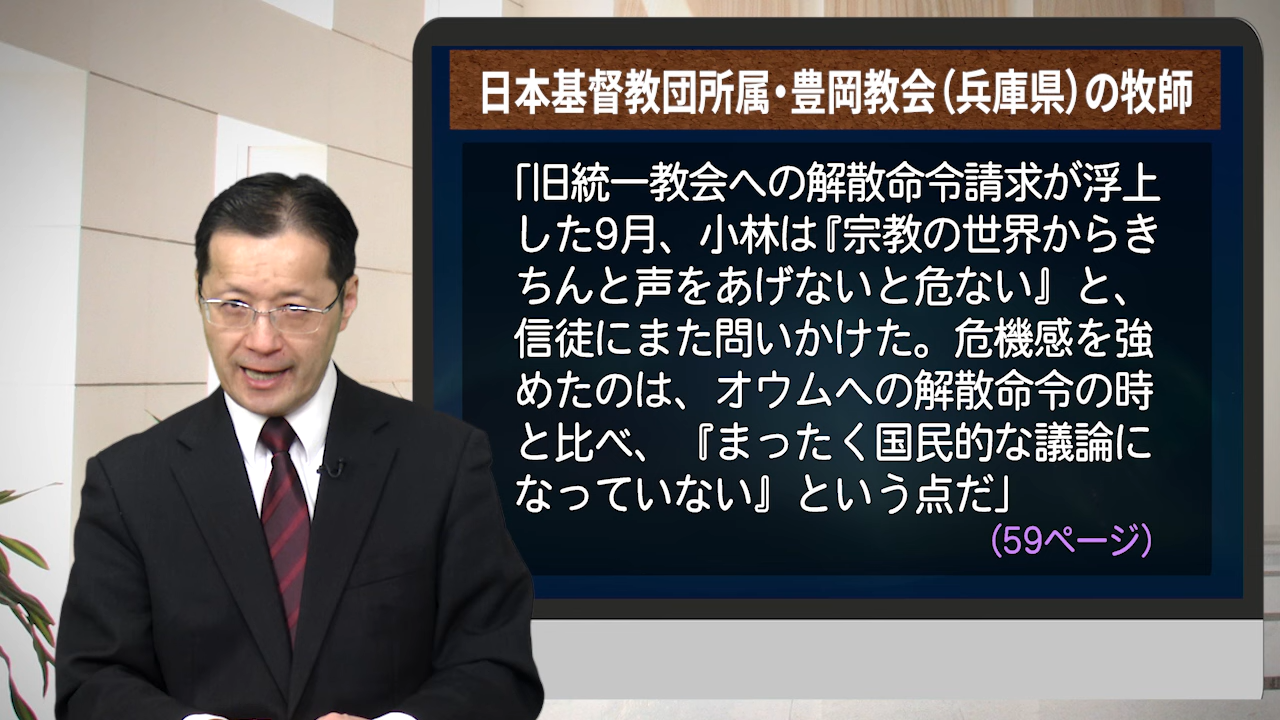 日本基督教団所属・豊岡教会(兵庫県)の牧師
「旧統一教会への解散命令請求が浮上
した9月、小林は『宗教の世界からき
ちんと声をあげないと危ない』と、
信徒にまた問いかけた。危機感を強
めたのは、オウムへの解散命令の時
と比べ、『まったく国民的な議論に
なっていない』という点だ」
(59ページ)